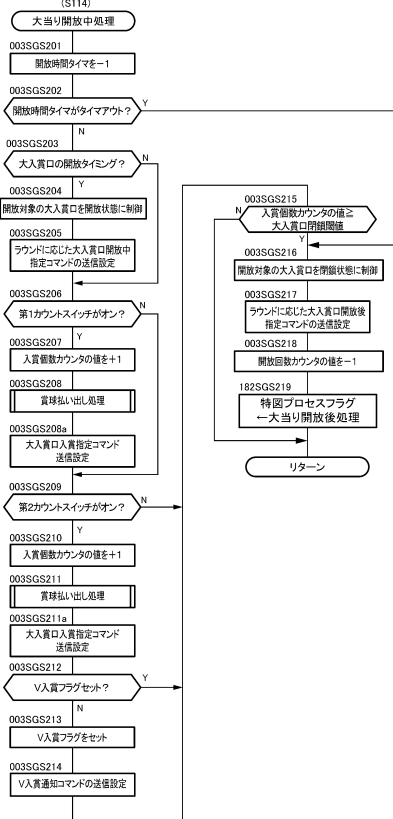 (S114)
大当り開放中処理
003SGS201
開放時間タイマを−1
003SGS202
開放時間タイマがタイムアウト?
Y
N
003SGS203
大入賞口の開放タイミング?
N
Y
003SGS204
開放対象の大入賞口を開放状態に制御
003SGS205
ラウンドに応じた大入賞口開放中
指定コマンドの送信設定
003SGS206
第1カウントスイッチがオン?
N
Y
003SGS207
入賞個数カウンタの値を+1
003SGS208
賞球払い出し処理
003SGS208a
大入賞口入賞指定コマンド
送信設定
003SGS209
第2カウントスイッチがオン?
N
Y
003SGS210
入賞個数カウンタの値を+1
003SGS211
賞球払い出し処理
003SGS211a
大入賞口入賞指定コマンド
送信設定
003SGS212
V入賞フラグセット?
Y
N
003SGS213
V入賞フラグをセット
003SGS214
V入賞通知コマンドの送信設定
003SGS215
N
入賞個数カウンタの値≧
大入賞口閉鎖閾値
Y
003SGS216
開放対象の大入賞口を閉鎖状態に制御
003SGS217
ラウンドに応じた大入賞口開放後
指定コマンドの送信設定
003SGS218
開放回数カウンタの値を−1
182SGS219
特図プロセスフラグ
←大当り開放後処理
リターン